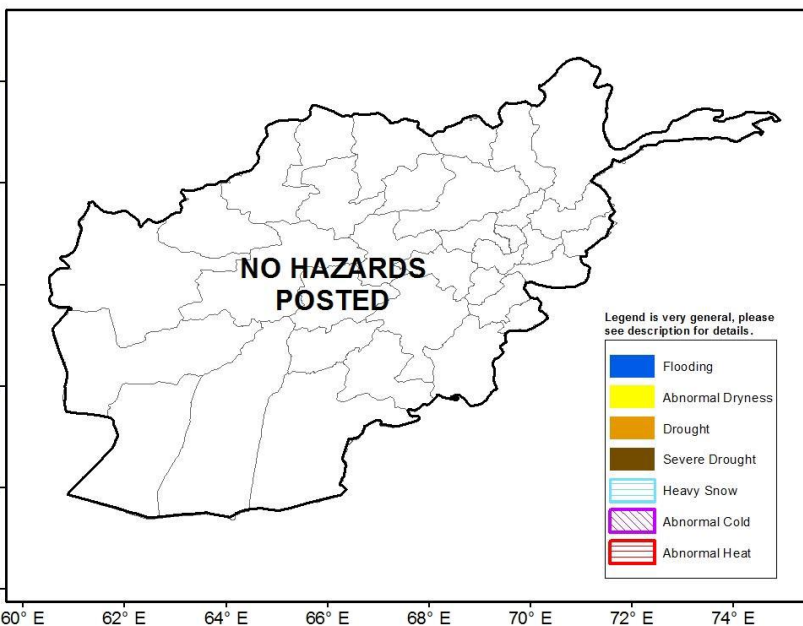 NO HAZARDS
POSTED
Legend is very general, please
see description for details.
Flooding
Abnormal Dryness
Drought
Severe Drought
Heavy Snow
Abnormal Cold
Abnormal Heat
60° E 62° E 64° E 66° E 68° E 70° E 72° E 74° E